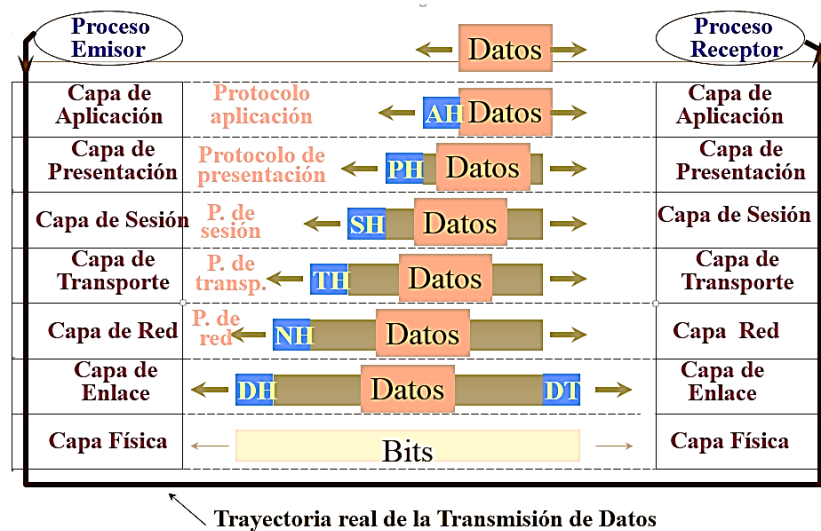 Proceso
Emisor
Datos
Proceso
Receptor
Capa de
Aplicación
Protocolo
aplicación
AH
Datos
Capa de
Aplicación
Capa de
Presentación
Protocolo de
presentación
PH
Datos
Capa de
Presentación
Capa de Sesión
P. de
sesión
SH
Datos
Capa de Sesión
Capa de
Transporte
P. de
transp.
TH
Datos
Capa de
Transporte
Capa de Red
P. de
red
NH
Datos
Capa Red
Capa de
Enlace
DH
Datos
DT
Capa de
Enlace
Capa Física
Bits
Capa Física
Trayectoria real de la Transmisión de Datos